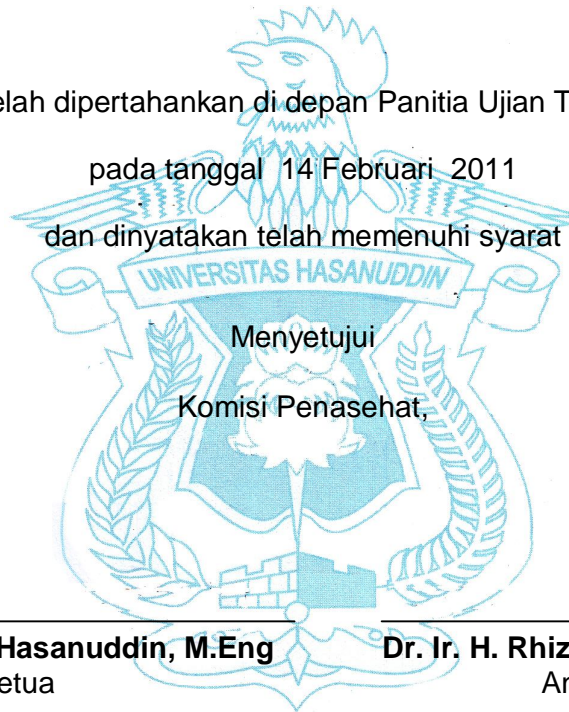 elah dipertahankan di depan Panitia Ujian T
pada tanggal 14 Februari 2011
dan dinyatakan telah memenuhi syarat
UNIVERSITAS HASANUDDIN
Menyetujui
Komisi Penasehat,
Hasanuddin, M.Eng Dr. Ir. H. Rhiz
etua An